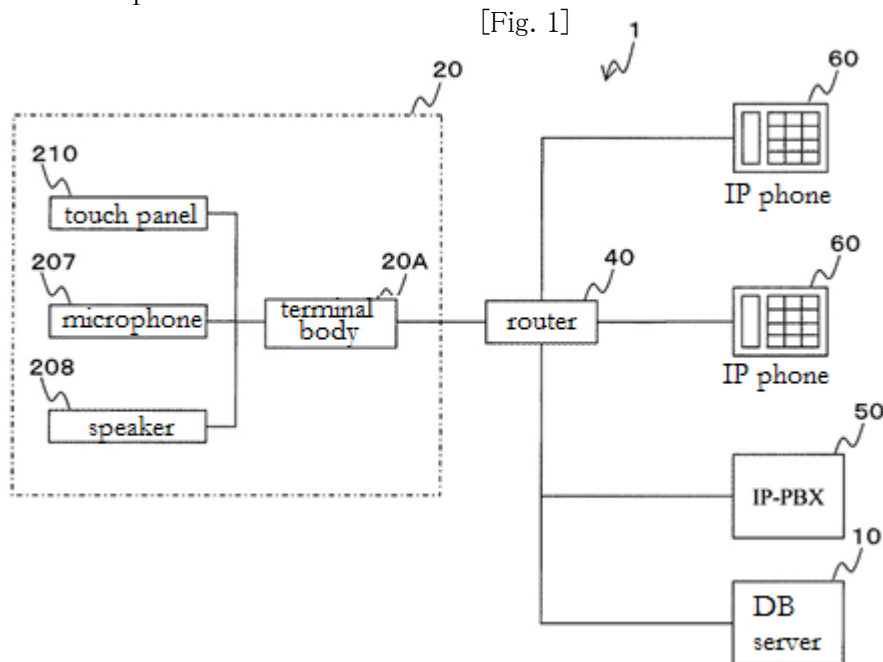 [Fig. 1]
1
20
60
210
touch panel
IP phone
207
20A
40
60
microphone
terminal
body
router
208
IP phone
speaker
50
IP-PBX
10
DB
server